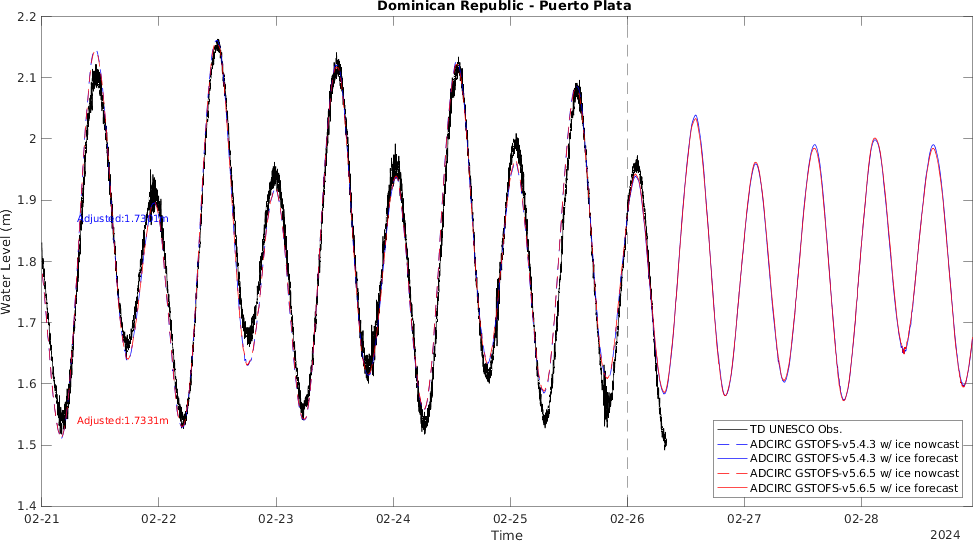 Dominican Republic - Puerto Plata
Water Level (m)
2.2
2.1
2
1.9
1.8
1.7
1.6
1.5
1.4
Adjusted:1.7331m
TD UNESCO Obs.
ADCIRC GSTOFS-v5.4.3 w/ ice nowcast
ADCIRC GSTOFS-v5.4.3 w/ ice forecast
ADCIRC GSTOFS-v5.6.5 w/ ice nowcast
ADCIRC GSTOFS-v5.6.5 w/ ice forecast
02-21 02-22 02-23 02-24 02-25 02-26 02-27 02-28
Time
2024